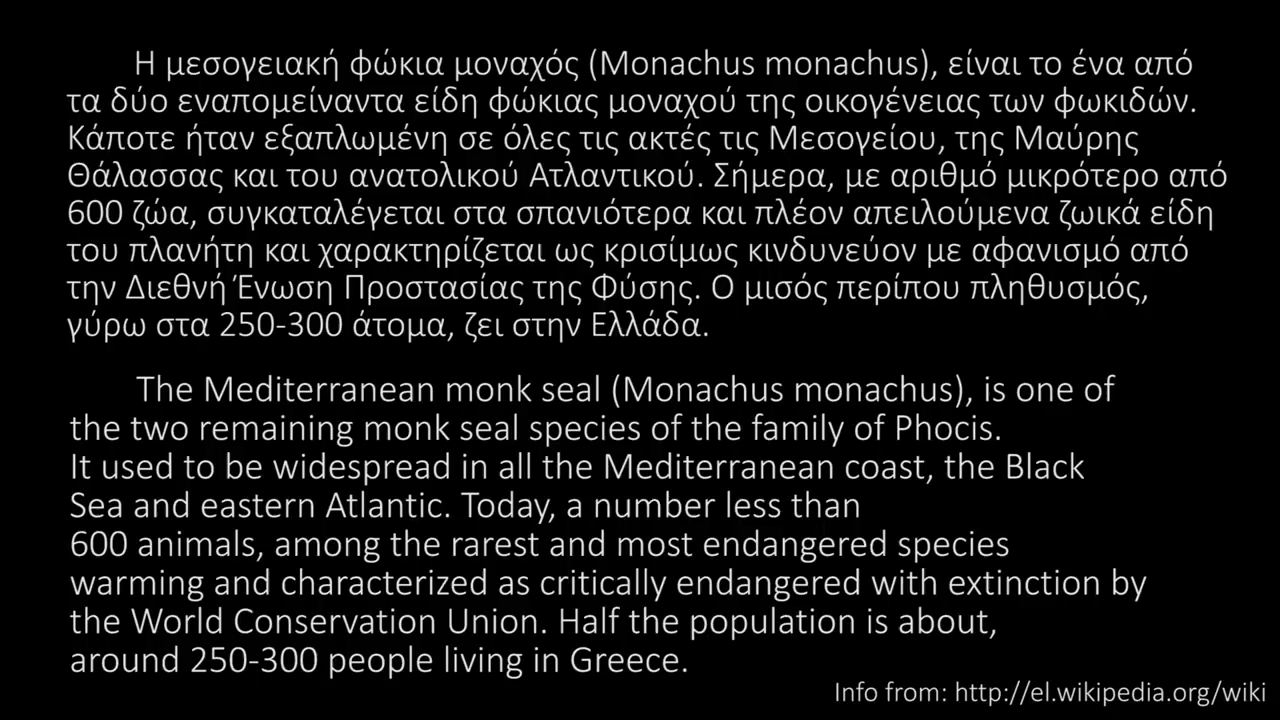 Η μεσογειακή φώκια μοναχός (Monachus monachus), είναι το ένα από
τα δύο εναπομείναντα είδη φώκιας μοναχού της οικογένειας των φωκιδών.
Κάποτε ήταν εξαπλωμένη σε όλες τις ακτές τις Μεσογείου, της Μαύρης
Θάλασσας και του ανατολικού Ατλαντικού. Σήμερα, με αριθμό μικρότερο από
600 ζώα, συγκαταλέγεται στα σπανιότερα και πλέον απειλούμενα ζωικά είδη
του πλανήτη και χαρακτηρίζεται ως κρισίμως κινδυνεύον με αφανισμό από
την Διεθνή Ένωση Προστασίας της Φύσης. Ο μισός περίπου πληθυσμός,
γύρω στα 250-300 άτομα, ζει στην Ελλάδα.
The Mediterranean monk seal (Monachus monachus), is one of
the two remaining monk seal species of the family of Phocis.
It used to be widespread in all the Mediterranean coast, the Black
Sea and eastern Atlantic. Today, a number less than
600 animals, among the rarest and most endangered species
warming and characterized as critically endangered with extinction by
the World Conservation Union. Half the population is about,
around 250-300 people living in Greece.
Info from: http://el.wikipedia.org/wiki